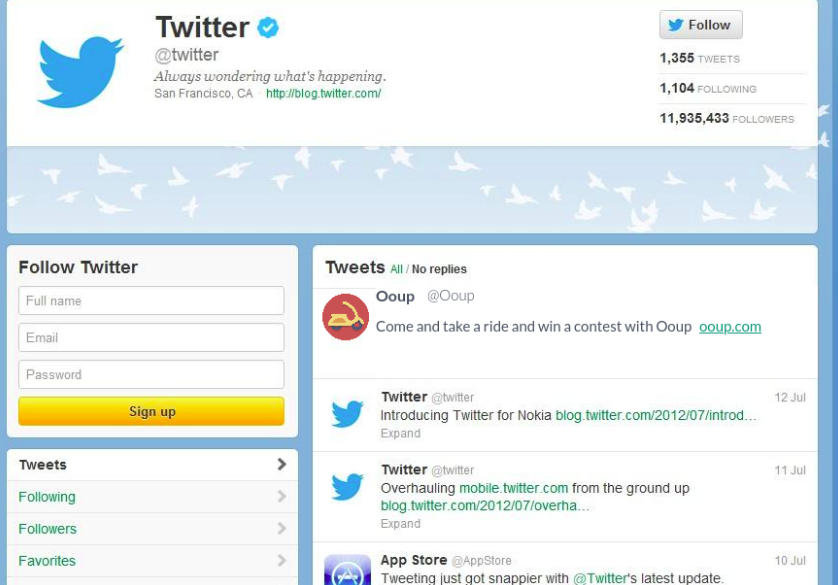 Twitter
@twitter
Always wondering what's happening.
San Francisco, CA · http://blog.twitter.com/
Follow
1,355 TWEETS
1,104 FOLLOWING
11,935,433 FOLLOWERS
Follow Twitter
Full name
Email
Password
Sign up
Tweets
Following
Followers
Favorites
Tweets All / No replies
Ooup @Ooup
Come and take a ride and win a contest with Ooup ooup.com
Twitter @twitter 12 Jul
Introducing Twitter for Nokia blog.twitter.com/2012/07/introd…
Expand
Twitter @twitter 11 Jul
Overhauling mobile.twitter.com from the ground up
blog.twitter.com/2012/07/overha…
Expand
App Store @AppStore 10 Jul
Tweeting just got snappier with @Twitter's latest update.